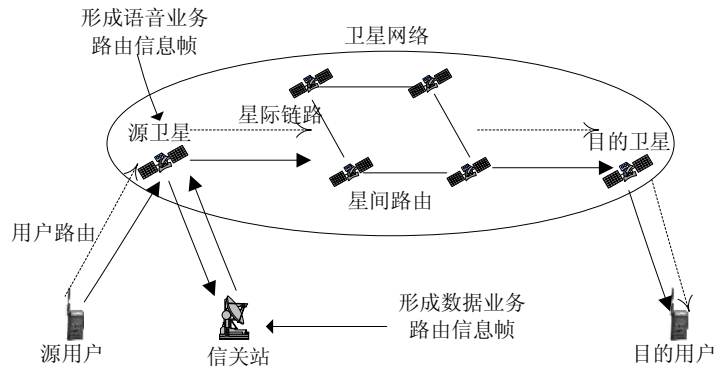 形成语音业务
路由信息帧
卫星网络
星际链路
源卫星
目的卫星
星间路由
用户路由
形成数据业务
路由信息帧
源用户
信关站
目的用户